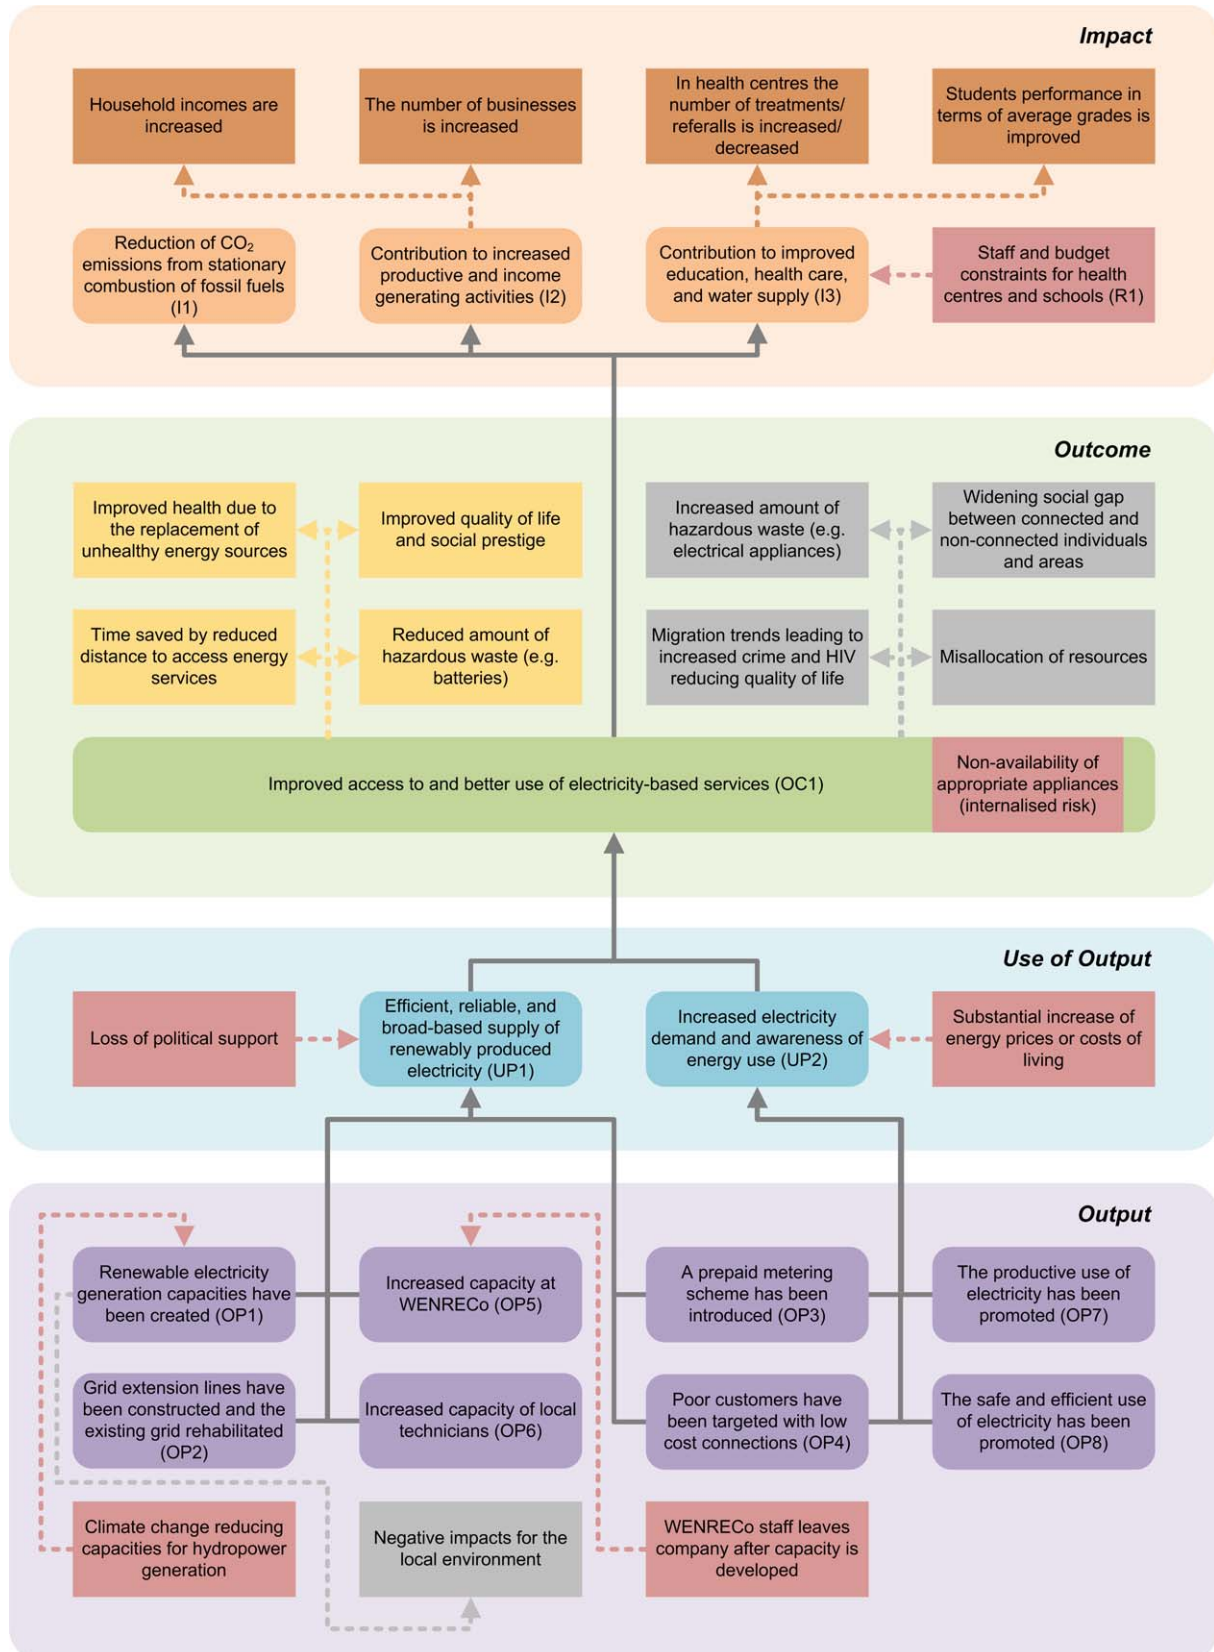 Impact
Household incomes are
increased
The number of businesses
is increased
In health centres the
number of treatments/
referalls is increased/
decreased
Students performance in
terms of average grades is
improved
Reduction of CO₂
emissions from stationary
combustion of fossil fuels
(I1)
Contribution to increased
productive and income
generating activities (I2)
Contribution to improved
education, health care,
and water supply (I3)
Staff and budget
constraints for health
centres and schools (R1)
Outcome
Improved health due to
the replacement of
unhealthy energy sources
Improved quality of life
and social prestige
Increased amount of
hazardous waste (e.g.
electrical appliances)
Widening social gap
between connected and
non-connected individuals
and areas
Time saved by reduced
distance to access energy
services
Reduced amount of
hazardous waste (e.g.
batteries)
Migration trends leading to
increased crime and HIV
reducing quality of life
Misallocation of resources
Improved access to and better use of electricity-based services (OC1)
Non-availability of
appropriate appliances
(internalised risk)
Use of Output
Loss of political support
Efficient, reliable, and
broad-based supply of
renewably produced
electricity (UP1)
Increased electricity
demand and awareness of
energy use (UP2)
Substantial increase of
energy prices or costs of
living
Output
Renewable electricity
generation capacities have
been created (OP1)
Increased capacity at
WENRECo (OP5)
A prepaid metering
scheme has been
introduced (OP3)
The productive use of
electricity has been
promoted (OP7)
Grid extension lines have
been constructed and the
existing grid rehabilitated
(OP2)
Increased capacity of local
technicians (OP6)
Poor customers have
been targeted with low
cost connections (OP4)
The safe and efficient use
of electricity has been
promoted (OP8)
Climate change reducing
capacities for hydropower
generation
Negative impacts for the
local environment
WENRECo staff leaves
company after capacity is
developed